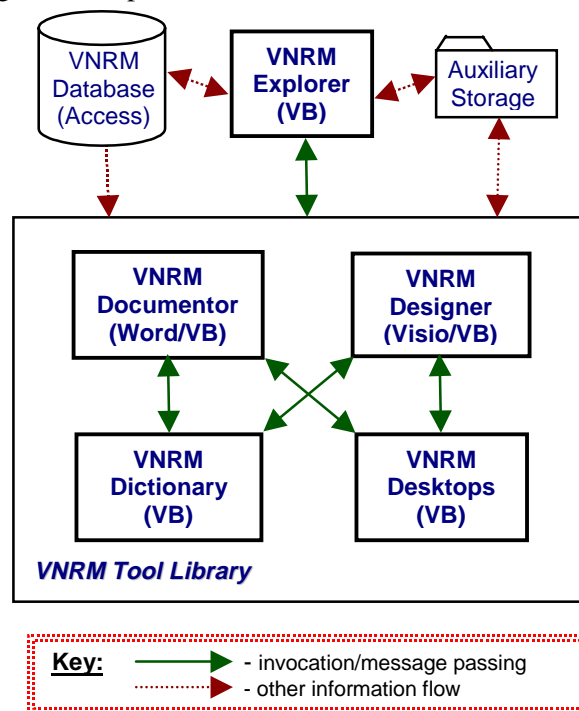 VNRM
Database
(Access)
VNRM
Explorer
(VB)
Auxiliary
Storage
VNRM
Documentor
(Word/VB)
VNRM
Designer
(Visio/VB)
VNRM
Dictionary
(VB)
VNRM
Desktops
(VB)
VNRM Tool Library
Key:
- invocation/message passing
- other information flow